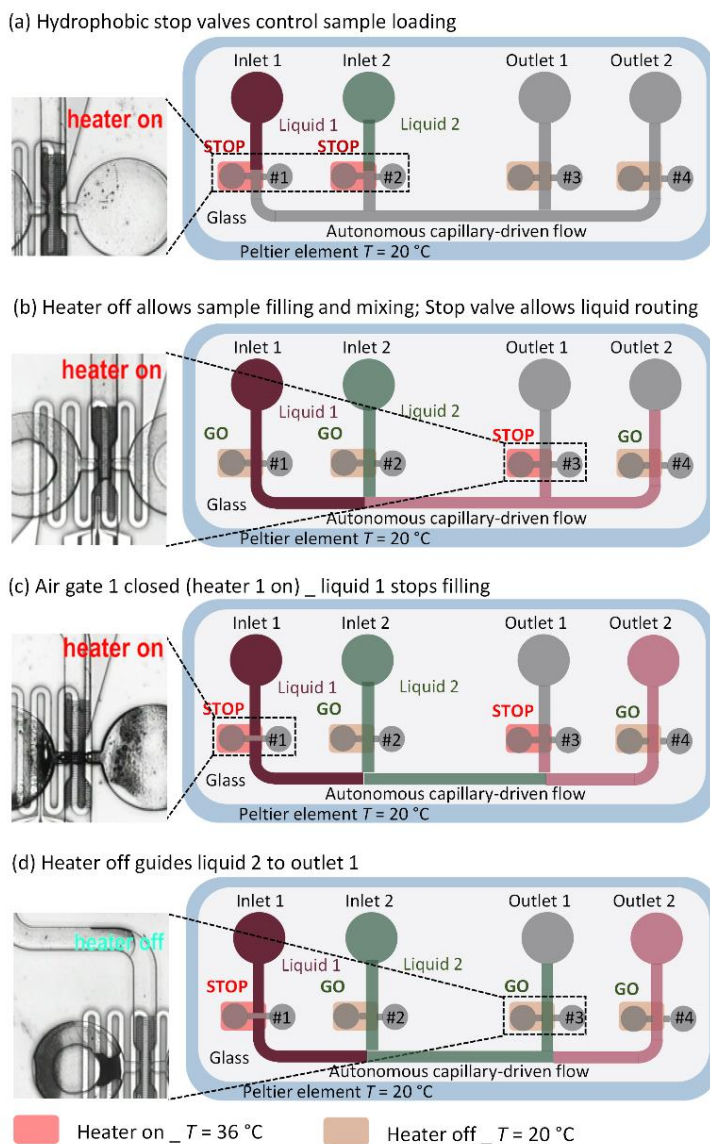 (a) Hydrophobic stop valves control sample loading
heater on
Inlet 1 Inlet 2 Outlet 1 Outlet 2
Liquid 1 Liquid 2
STOP STOP
#1 #2 #3 #4
Glass
Autonomous capillary-driven flow
Peltier element T = 20 °C
(b) Heater off allows sample filling and mixing; Stop valve allows liquid routing
heater on
Inlet 1 Inlet 2 Outlet 1 Outlet 2
Liquid 1 Liquid 2
GO GO STOP GO
#1 #2 #3 #4
Glass
Autonomous capillary-driven flow
Peltier element T = 20 °C
(c) Air gate 1 closed (heater 1 on) _ liquid 1 stops filling
heater on
Inlet 1 Inlet 2 Outlet 1 Outlet 2
Liquid 1 Liquid 2
STOP GO STOP GO
#1 #2 #3 #4
Glass
Autonomous capillary-driven flow
Peltier element T = 20 °C
(d) Heater off guides liquid 2 to outlet 1
heater off
Inlet 1 Inlet 2 Outlet 1 Outlet 2
Liquid 1 Liquid 2
STOP GO GO GO
#1 #2 #3 #4
Glass
Autonomous capillary-driven flow
Peltier element T = 20 °C
Heater on _ T = 36 °C Heater off _ T = 20 °C